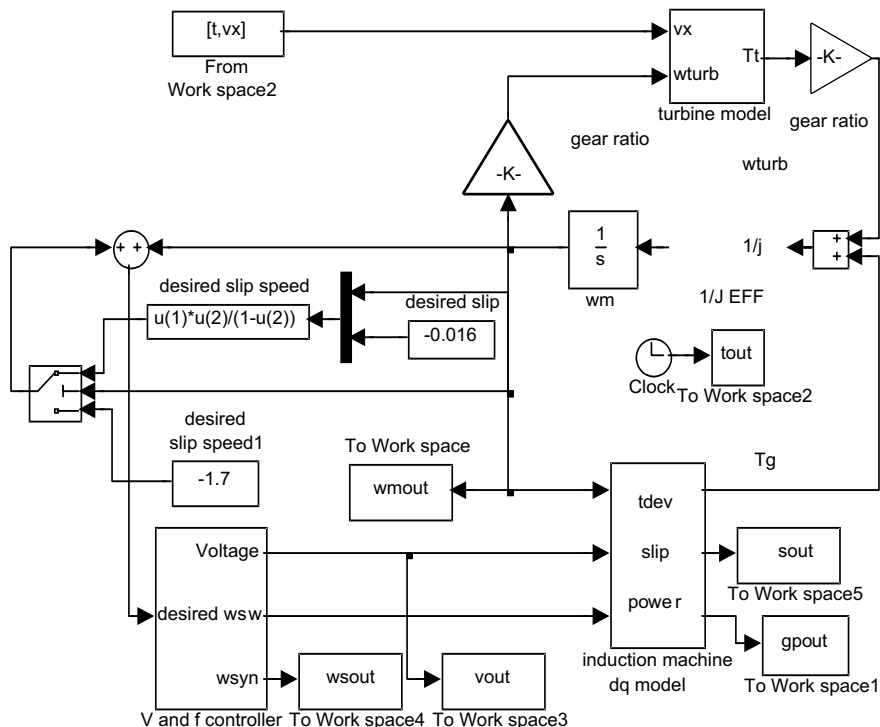 [t,vx]
From
Work space2
vx
wturb
Tt
turbine model
-K-
gear ratio
gear ratio
wturb
-K-
+ +
1
s
wm
1/j
+
+
1/J EFF
desired slip speed
u(1)*u(2)/(1-u(2))
desired slip
-0.016
Clock
tout
To Work space2
desired
slip speed1
-1.7
To Work space
wmout
Tg
tdev
slip
power
induction machine
dq model
sout
To Work space5
gpout
To Work space1
Voltage
desired wsw
wsyn
V and f controller
wsout
To Work space4
vout
To Work space3